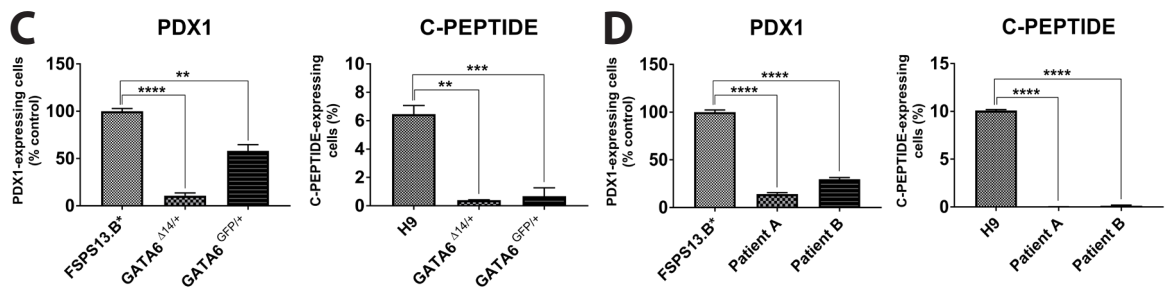 C
PDX1
PDX1-expressing cells
(% control)
150
100
50
0
****
**
FSPS13.B*
GATA6 Δ14/+
GATA6 GFP/+
C-PEPTIDE
C-PEPTIDE-expressing
cells (%)
10
8
6
4
2
0
**
***
H9
GATA6 Δ14/+
GATA6 GFP/+
D
PDX1
PDX1-expressing cells
(% control)
150
100
50
0
****
****
FSPS13.B*
Patient A
Patient B
C-PEPTIDE
C-PEPTIDE-expressing
cells (%)
15
10
5
0
****
****
H9
Patient A
Patient B